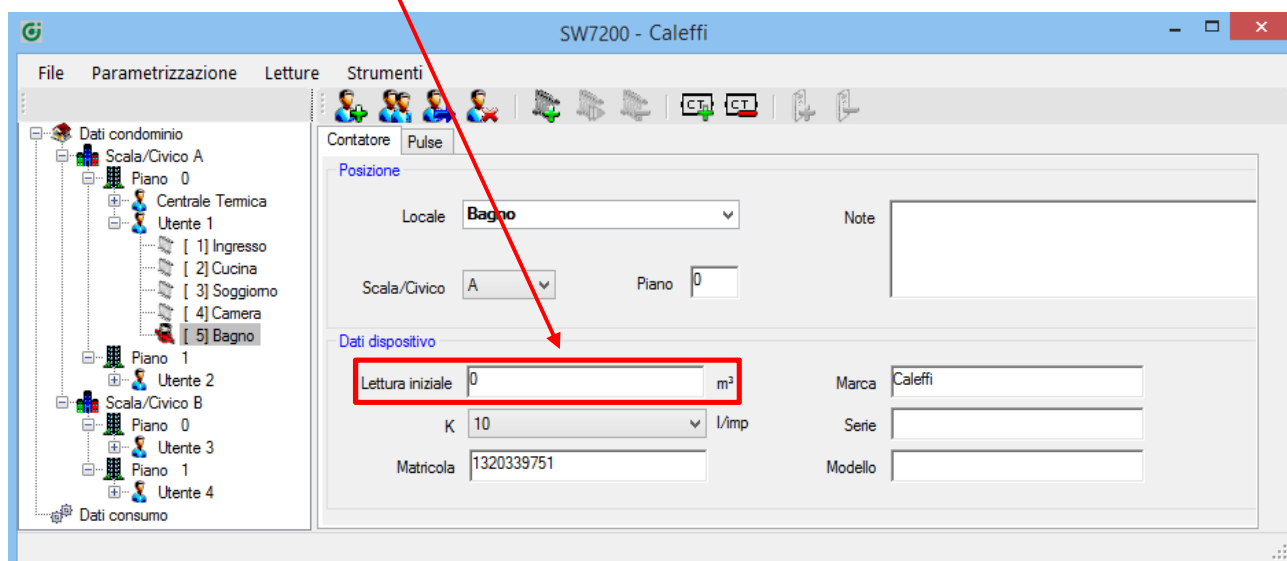 SW7200 - Caleffi
File Parametrizzazione Letture Strumenti
Dati condominio
Scala/Civico A
Piano 0
Centrale Termica
Utente 1
[ 1] Ingresso
[ 2] Cucina
[ 3] Soggiorno
[ 4] Camera
[ 5] Bagno
Piano 1
Utente 2
Scala/Civico B
Piano 0
Utente 3
Piano 1
Utente 4
Dati consumo
CT CT
Contatore Pulse
Posizione
Locale Bagno Note
Scala/Civico A Piano 0
Dati dispositivo
Lettura iniziale 0 m³ Marca Caleffi
K 10 l/imp Serie
Matricola 1320339751 Modello